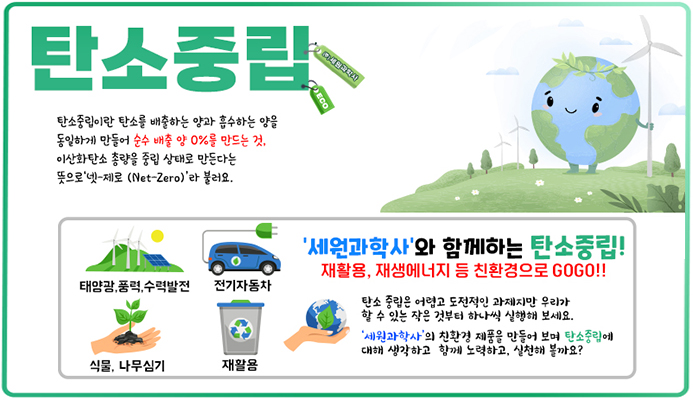 탄소중립
㈜세원과학사
ECO
탄소중립이란 탄소를 배출하는 양과 흡수하는 양을
동일하게 만들어 순수 배출 양 0%를 만드는 것,
이산화탄소 총량을 중립 상태로 만든다는
뜻으로'넷-제로 (Net-Zero)'라 불러요.
태양광,풍력,수력발전
전기자동차
식물, 나무심기
재활용
'세원과학사'와 함께하는 탄소중립!
재활용, 재생에너지 등 친환경으로 GOGO!!
탄소 중립은 어렵고 도전적인 과제지만 우리가
할 수 있는 작은 것부터 하나씩 실행해 보세요.
'세원과학사'의 친환경 제품을 만들어 보며 탄소중립에
대해 생각하고 함께 노력하고, 실천해 볼까요?